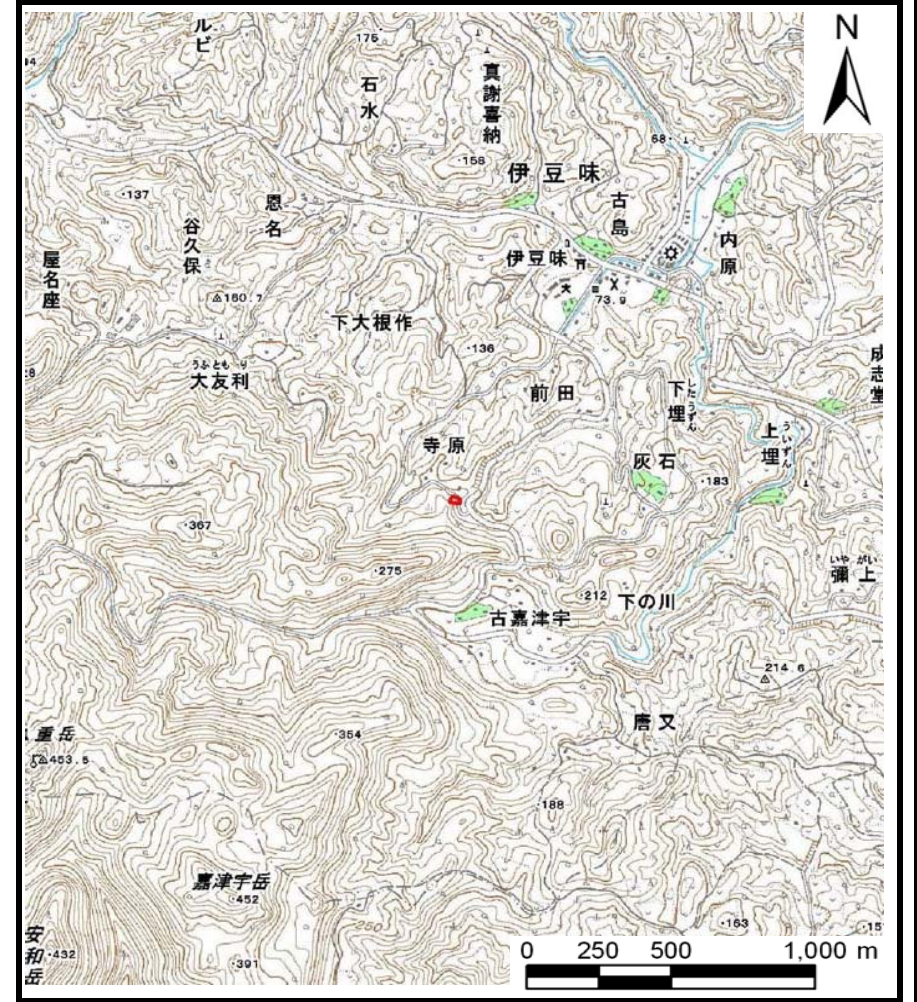 N
ルビ
175
石水
真謝喜納
68
158
伊豆味
137
恩名
古島
谷久保
内原
屋名座
伊豆味
160.7
73.9
下大根作
136
うふともり
大友利
成志堂
前田
下埋
したうずん
上埋
ういずん
寺原
灰石
183
367
275
いやがい
彌上
212
下の川
古嘉津宇
214.6
唐又
重岳
453.5
354
188
嘉津宇岳
452
250
163
安和岳
432
391
0 250 500 1,000 m